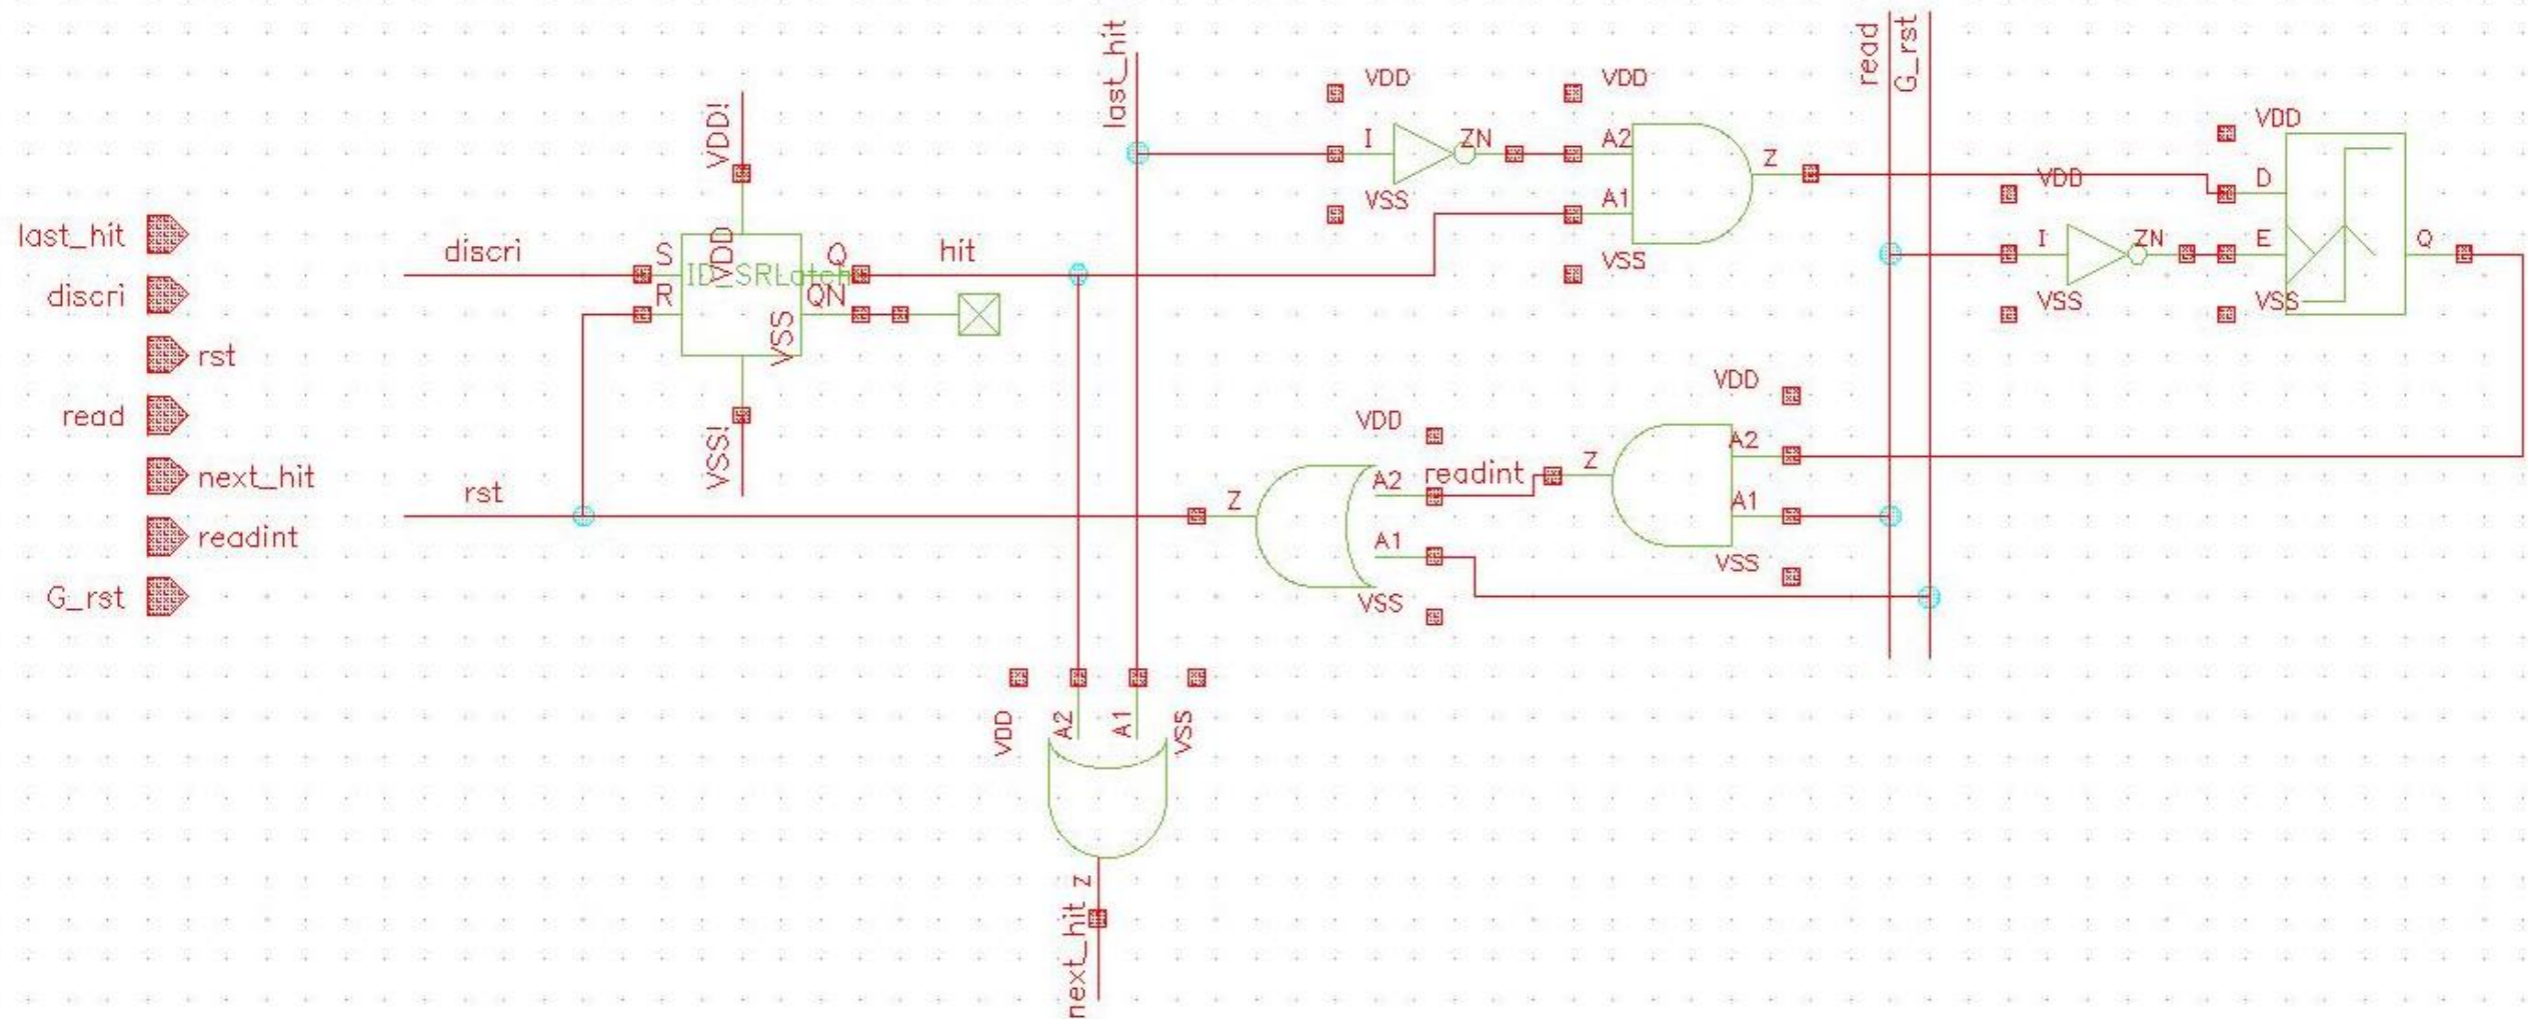 last_hit
discri
rst
read
next_hit
readint
G_rst
discri
rst
VDD!
VDD
S
R
ID_SRLatch
Q
QN
VSS
VSS!
hit
last_hit
VDD
I
ZN
VSS
VDD
A2
A1
Z
VSS
read
G_rst
VDD
I
ZN
VSS
VDD
D
E
Q
VSS
VDD
A2
Z
A1
VSS
VDD
readint
A2
Z
A1
VSS
VDD
A2
A1
VSS
Z
next_hit